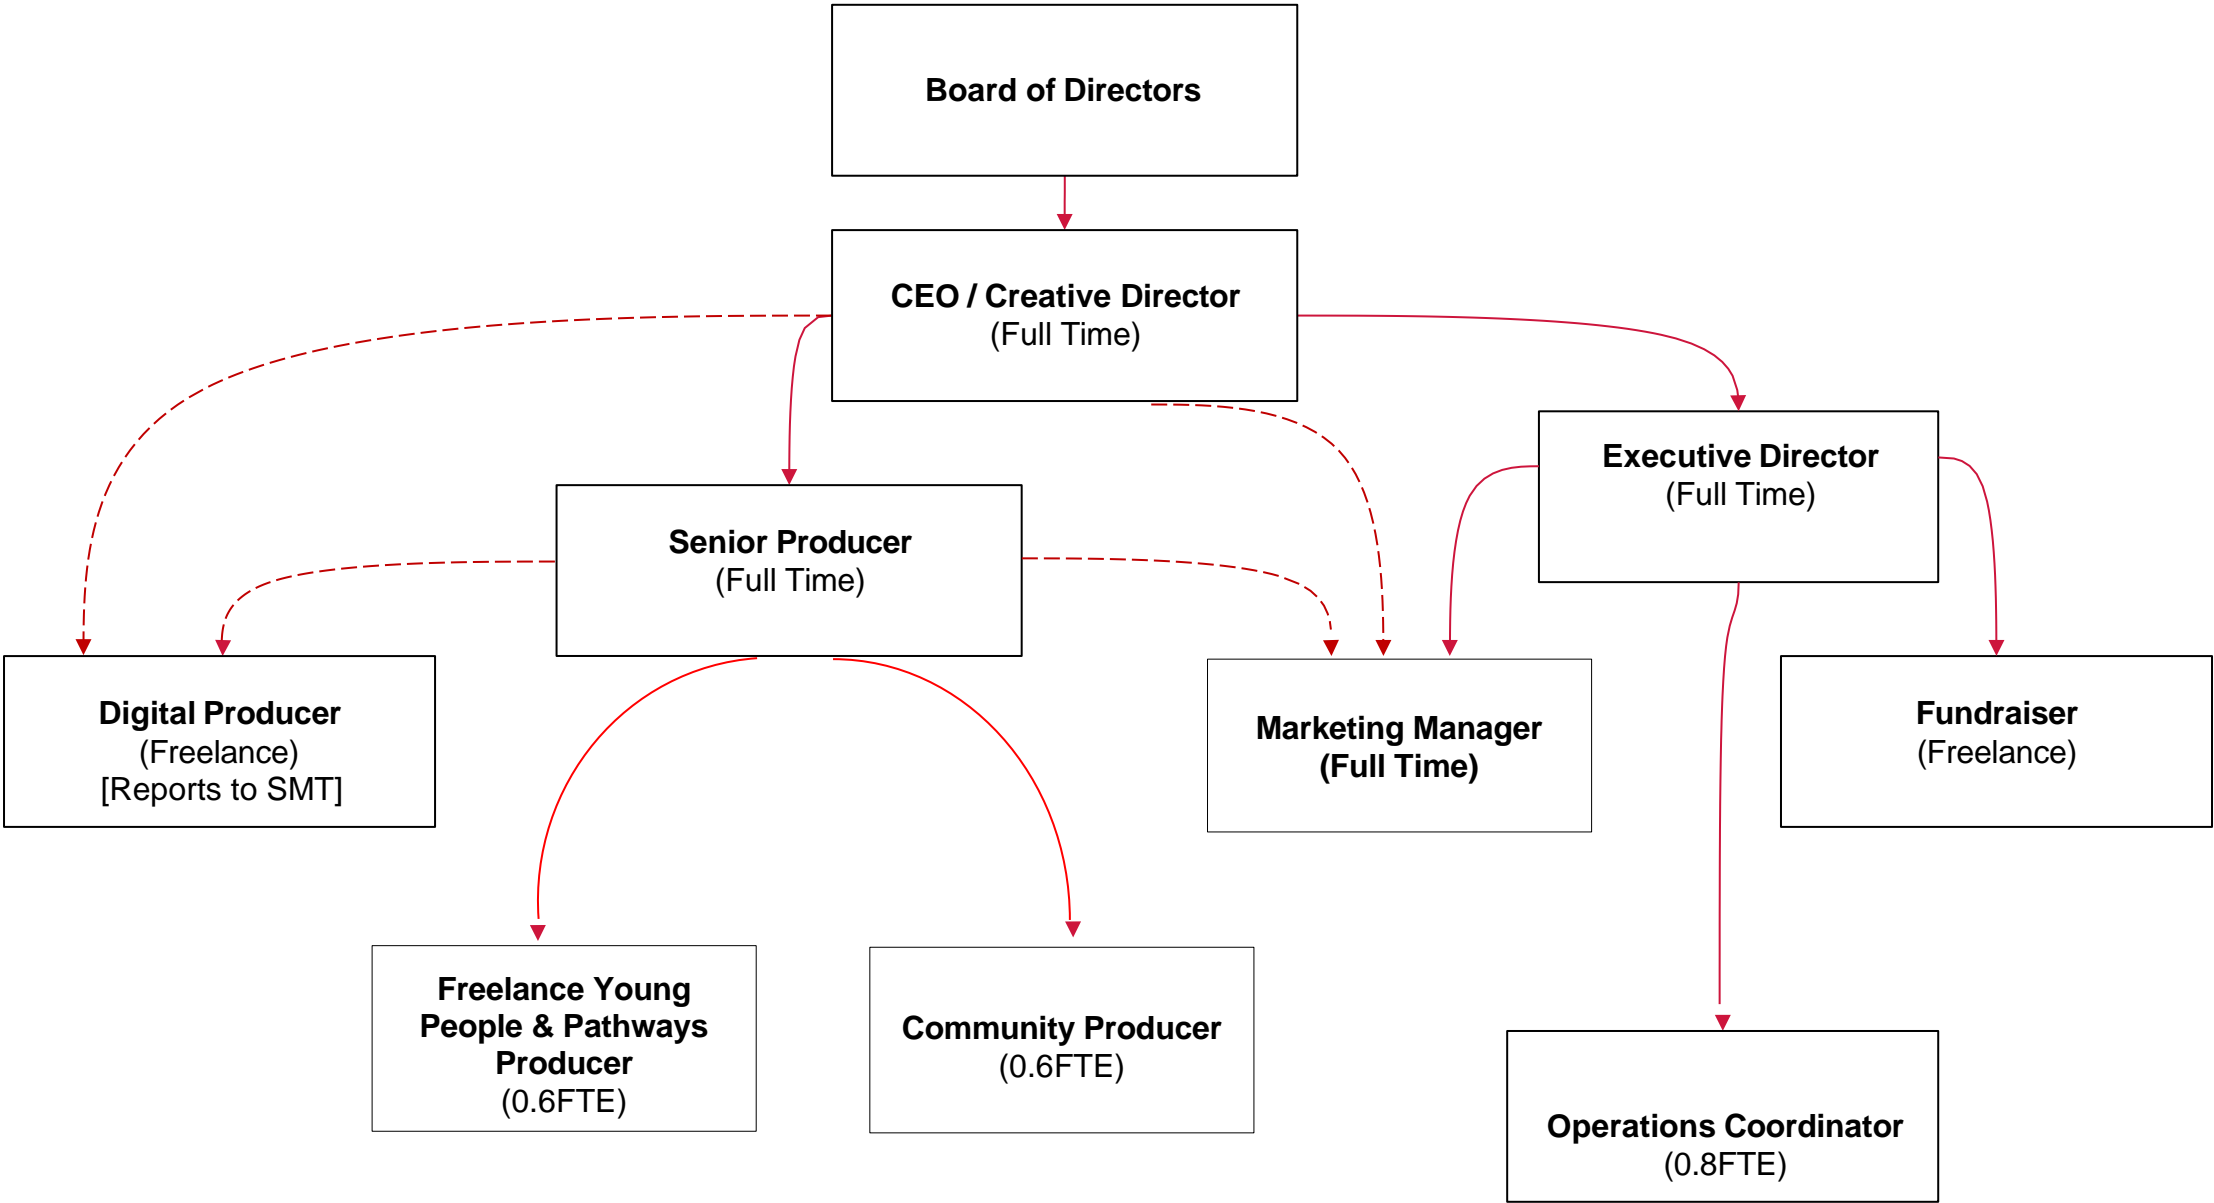 Board of Directors
CEO / Creative Director
(Full Time)
Executive Director
(Full Time)
Senior Producer
(Full Time)
Digital Producer
(Freelance)
[Reports to SMT]
Marketing Manager
(Full Time)
Fundraiser
(Freelance)
Freelance Young
People & Pathways
Producer
(0.6FTE)
Community Producer
(0.6FTE)
Operations Coordinator
(0.8FTE)